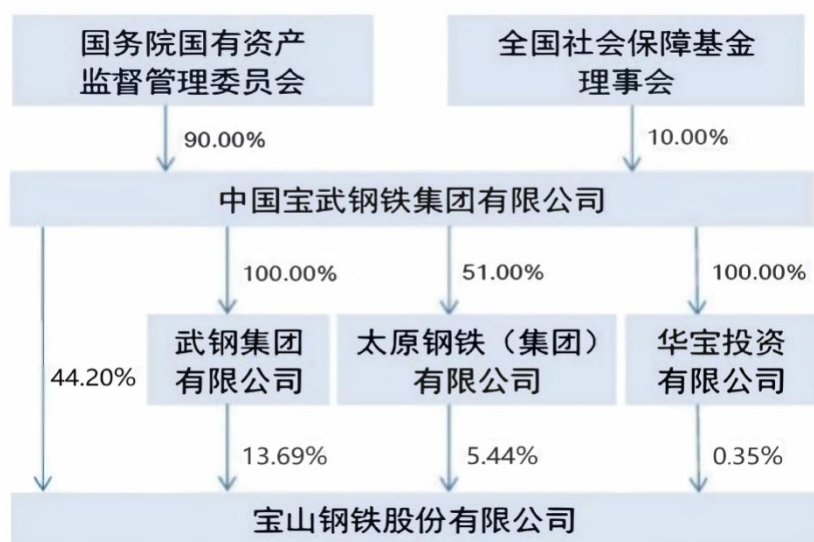 国务院国有资产
监督管理委员会
全国社会保障基金
理事会
90.00%
10.00%
中国宝武钢铁集团有限公司
100.00%
51.00%
100.00%
武钢集团
有限公司
太原钢铁（集团）
有限公司
华宝投资
有限公司
44.20%
13.69%
5.44%
0.35%
宝山钢铁股份有限公司